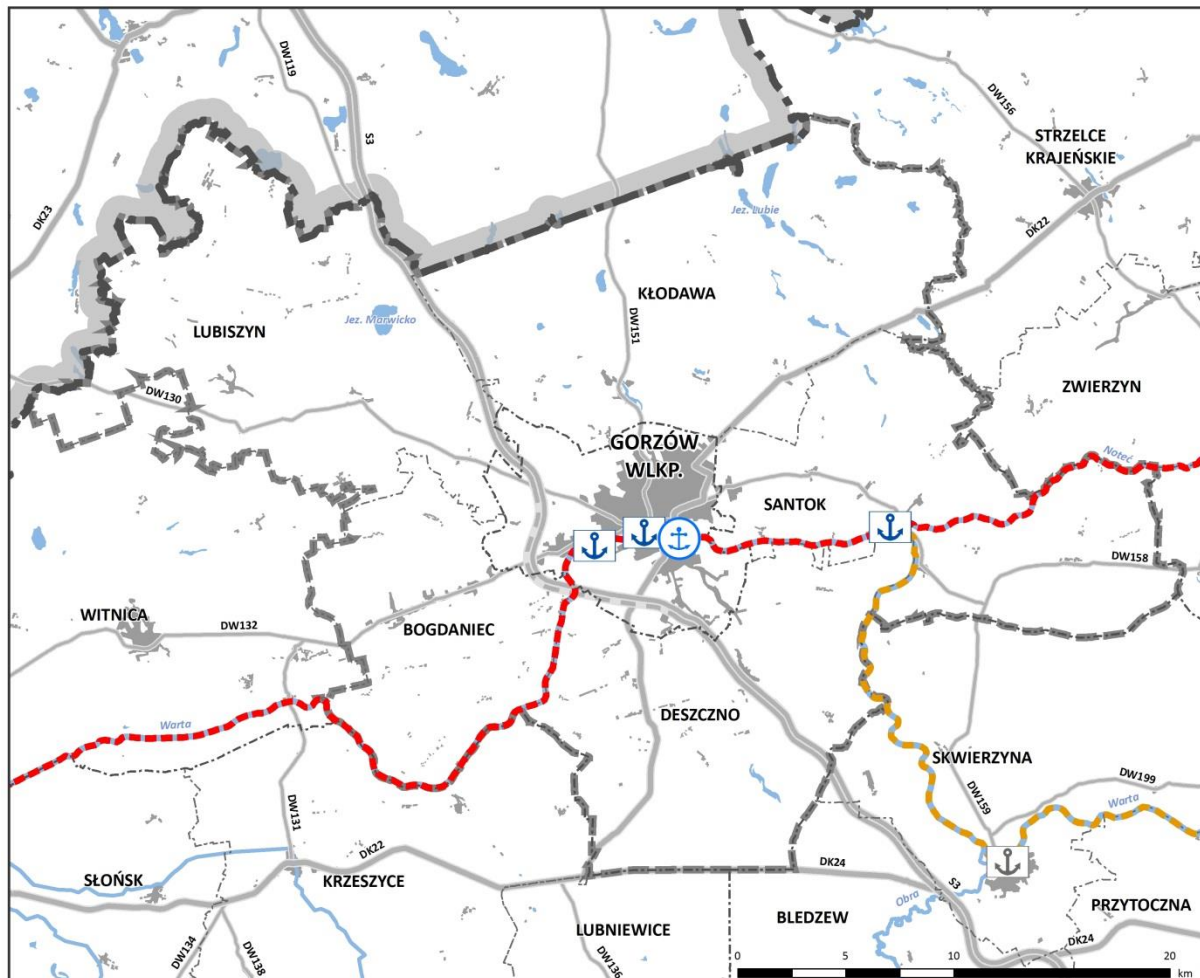 DW119
S3
DW156
STRZELCE
KRAJEŃSKIE
DK23
Jez. Lubie
DK22
KŁODAWA
DW151
Jez. Marwicko
LUBISZYN
DW130
ZWIERZYN
GORZÓW
WLKP.
Noteć
SANTOK
DW158
WITNICA
DW132
BOGDANIEC
DESZCZNO
Warta
SKWIERZYNA
DW159
DW199
Warta
DW131
DK22
DK24
S3
SŁOŃSK
KRZESZYCE
Obra
PRZYTOCZNA
LUBNIEWICE
BLEDZEW
DW134
DW138
DW136
DK24
0 5 10 20
km